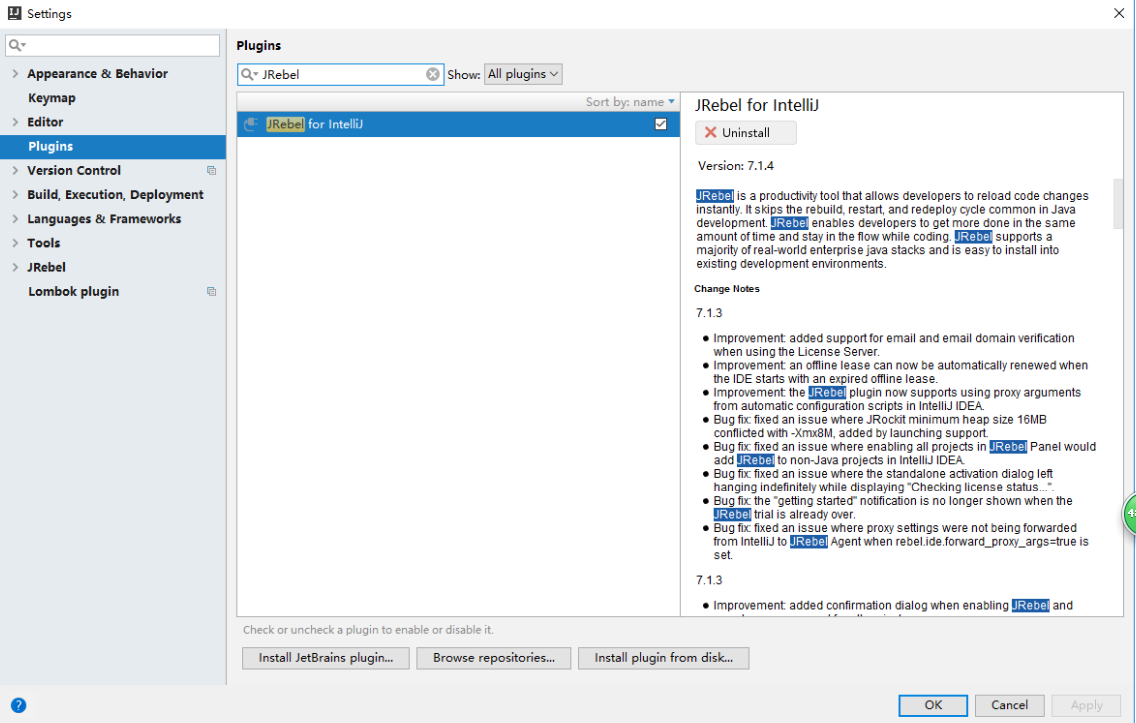 Settings
Plugins
JRebel
Show:
All plugins
Appearance & Behavior
Keymap
Editor
Plugins
Version Control
Build, Execution, Deployment
Languages & Frameworks
Tools
JRebel
Lombok plugin
Sort by: name
JRebel for IntelliJ
JRebel for IntelliJ
Uninstall
Version: 7.1.4
JRebel is a productivity tool that allows developers to reload code changes
instantly. It skips the rebuild, restart, and redeploy cycle common in Java
development. JRebel enables developers to get more done in the same
amount of time and stay in the flow while coding. JRebel supports a
majority of real-world enterprise java stacks and is easy to install into
existing development environments.
Change Notes
7.1.3
Improvement: added support for email and email domain verification
when using the License Server.
Improvement: an offline lease can now be automatically renewed when
the IDE starts with an expired offline lease.
Improvement: the JRebel plugin now supports using proxy arguments
from automatic configuration scripts in IntelliJ IDEA.
Bug fix: fixed an issue where JRockit minimum heap size 16MB
conflicted with -Xmx8M, added by launching support.
Bug fix: fixed an issue where enabling all projects in JRebel Panel would
add JRebel to non-Java projects in IntelliJ IDEA.
Bug fix: fixed an issue where the standalone activation dialog left
hanging indefinitely while displaying "Checking license status...".
Bug fix: the "getting started" notification is no longer shown when the
JRebel trial is already over.
Bug fix: fixed an issue where proxy settings were not being forwarded
from IntelliJ to JRebel Agent when rebel.ide.forward_proxy_args=true is
set.
7.1.3
Improvement: added confirmation dialog when enabling JRebel and
Check or uncheck a plugin to enable or disable it.
Install JetBrains plugin...
Browse repositories...
Install plugin from disk...
?
OK
Cancel
Apply